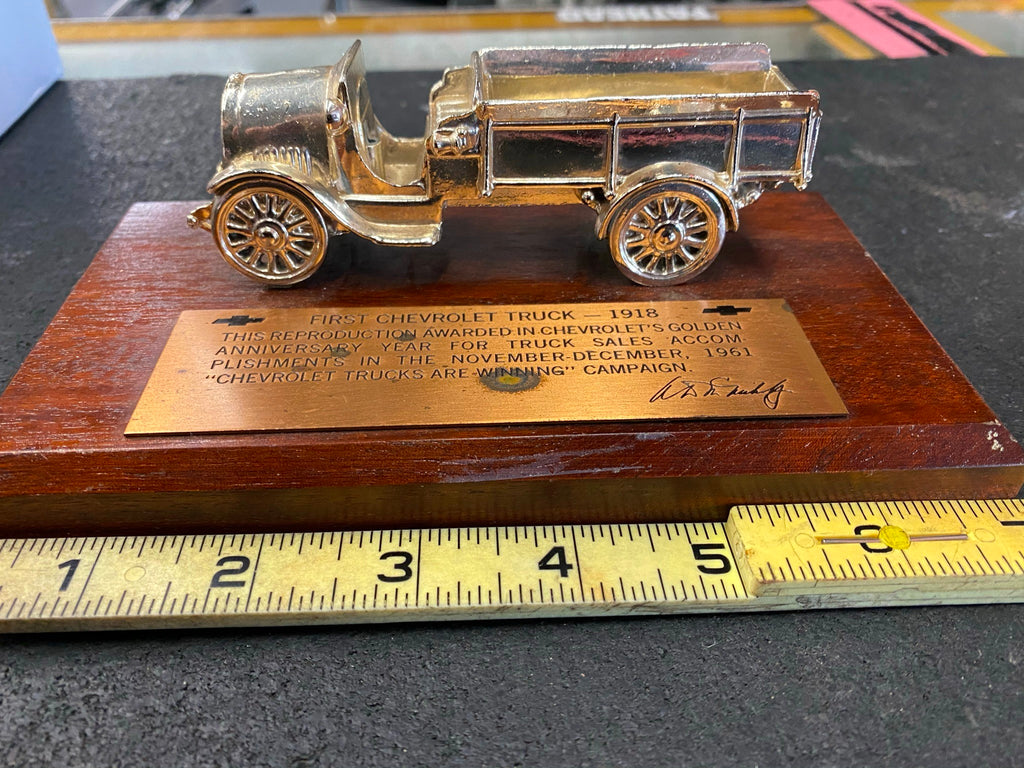 FIRST CHEVROLET TRUCK — 1918
THIS REPRODUCTION AWARDED IN CHEVROLET'S GOLDEN
ANNIVERSARY YEAR FOR TRUCK SALES ACCOM-
PLISHMENTS IN THE NOVEMBER-DECEMBER, 1961
"CHEVROLET TRUCKS ARE WINNING" CAMPAIGN.
1 2 3 4 5